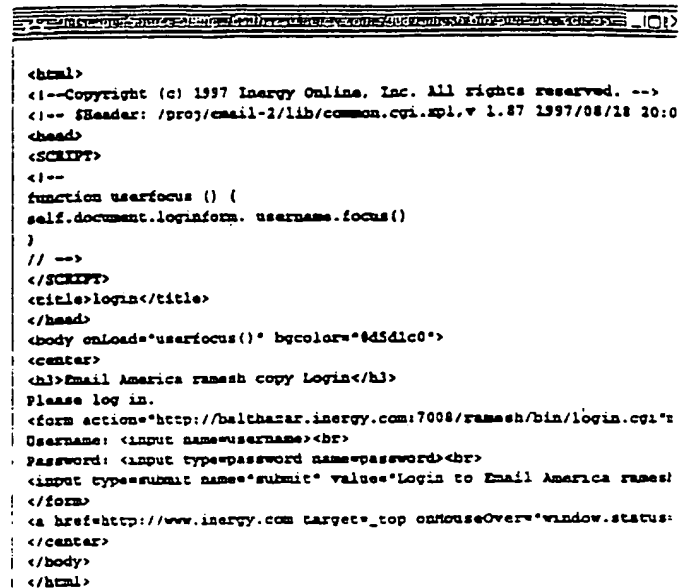 <html>
<!--Copyright (c) 1997 Inergy Online, Inc. All rights reserved. -->
<!-- $Header: /proj/email-2/lib/common.cgi.xpl,v 1.87 1997/08/18 20:0
<head>
<SCRIPT>
<!--
function userfocus () {
self.document.loginform. username.focus()
}
// -->
</SCRIPT>
<title>login</title>
</head>
<body onLoad="userfocus()" bgcolor="#d5d1c0">
<center>
<h3>Email America ramesh copy Login</h3>
Please log in.
<form action="http://balthazar.inergy.com:7008/ramesh/bin/login.cgi"
Username: <input name=username><br>
Password: <input type=password name=password><br>
<input type=submit name="submit" value="Login to Email America ramesh
</form>
<a href=http://www.inergy.com target=_top onMouseOver="window.status=
</center>
</body>
</html>